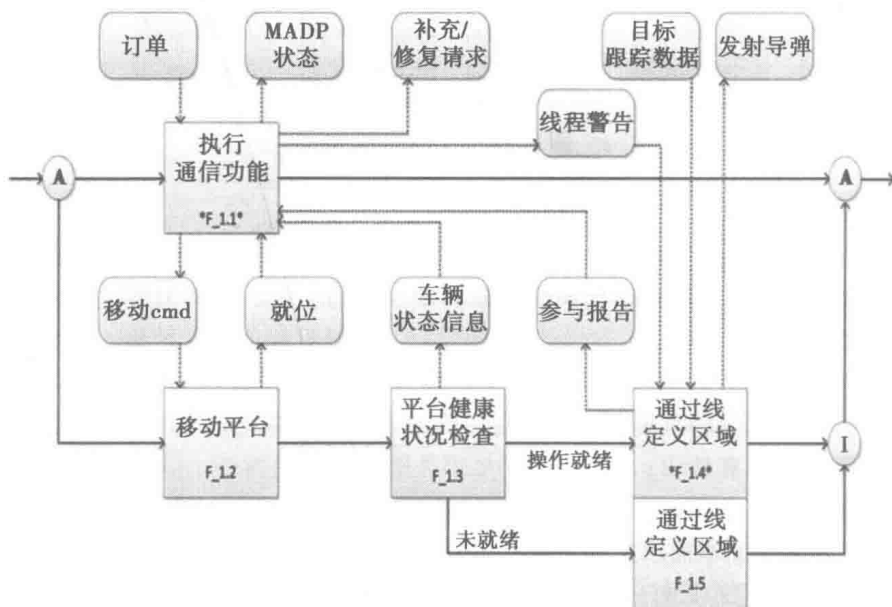 订单
MADP
状态
补充/
修复请求
目标
跟踪数据
发射导弹
线程警告
A
执行
通信功能
*F_1.1*
A
移动cmd
就位
车辆
状态信息
参与报告
移动平台
F_1.2
平台健康
状况检查
F_1.3
操作就绪
通过线
定义区域
*F_1.4*
I
未就绪
通过线
定义区域
F_1.5